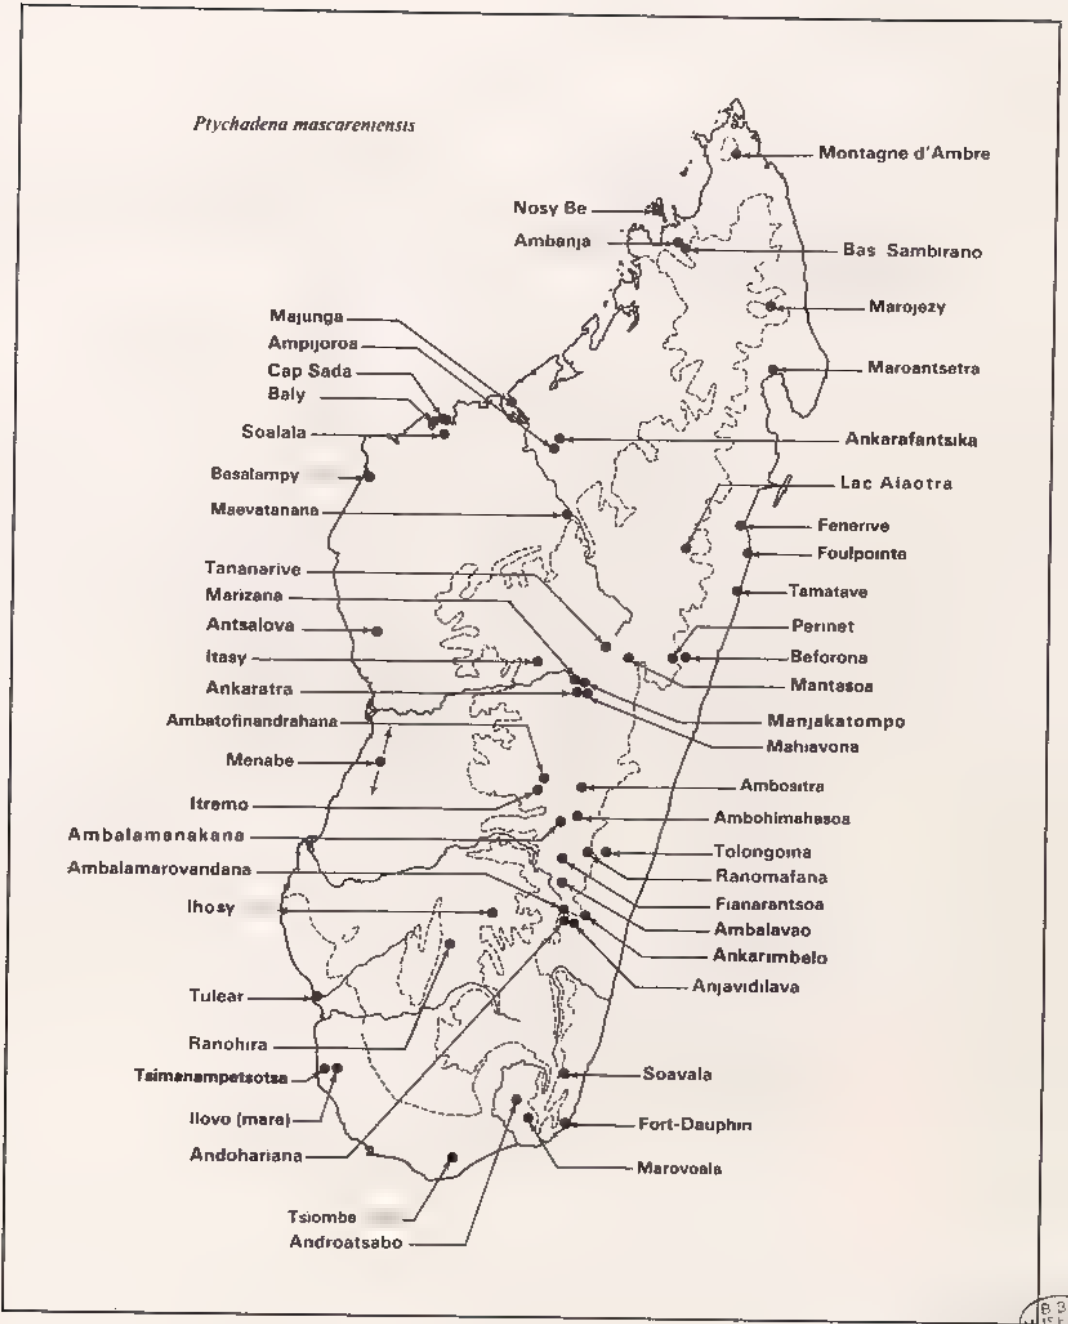 Ptychadena mascareniensis
Montagne d'Ambre
Nosy Be
Ambanja
Bas Sambirano
Majunga
Marojezy
Ampijoroa
Cap Sada
Maroantsetra
Baly
Soalala
Ankarafantsika
Basalampy
Lac Alaotra
Maevatanana
Fenerive
Foulpointe
Tananarive
Marizana
Tamatave
Antsalova
Perinet
Itasy
Beforona
Ankaratra
Mantasoa
Ambatofinandrahana
Manjakatompo
Mahiavona
Menabe
Ambositra
Itremo
Ambohimahasoa
Ambalamanakana
Tolongoina
Ambalamarovandana
Ranomafana
Ihosy
Fianarantsoa
Ambalavao
Ankarimbelo
Anjavidilava
Tulear
Ranohira
Tsimanampetsotsa
Soavala
Ilovo (mare)
Fort-Dauphin
Andohariana
Marovoala
Tsiombe
Androatsabo